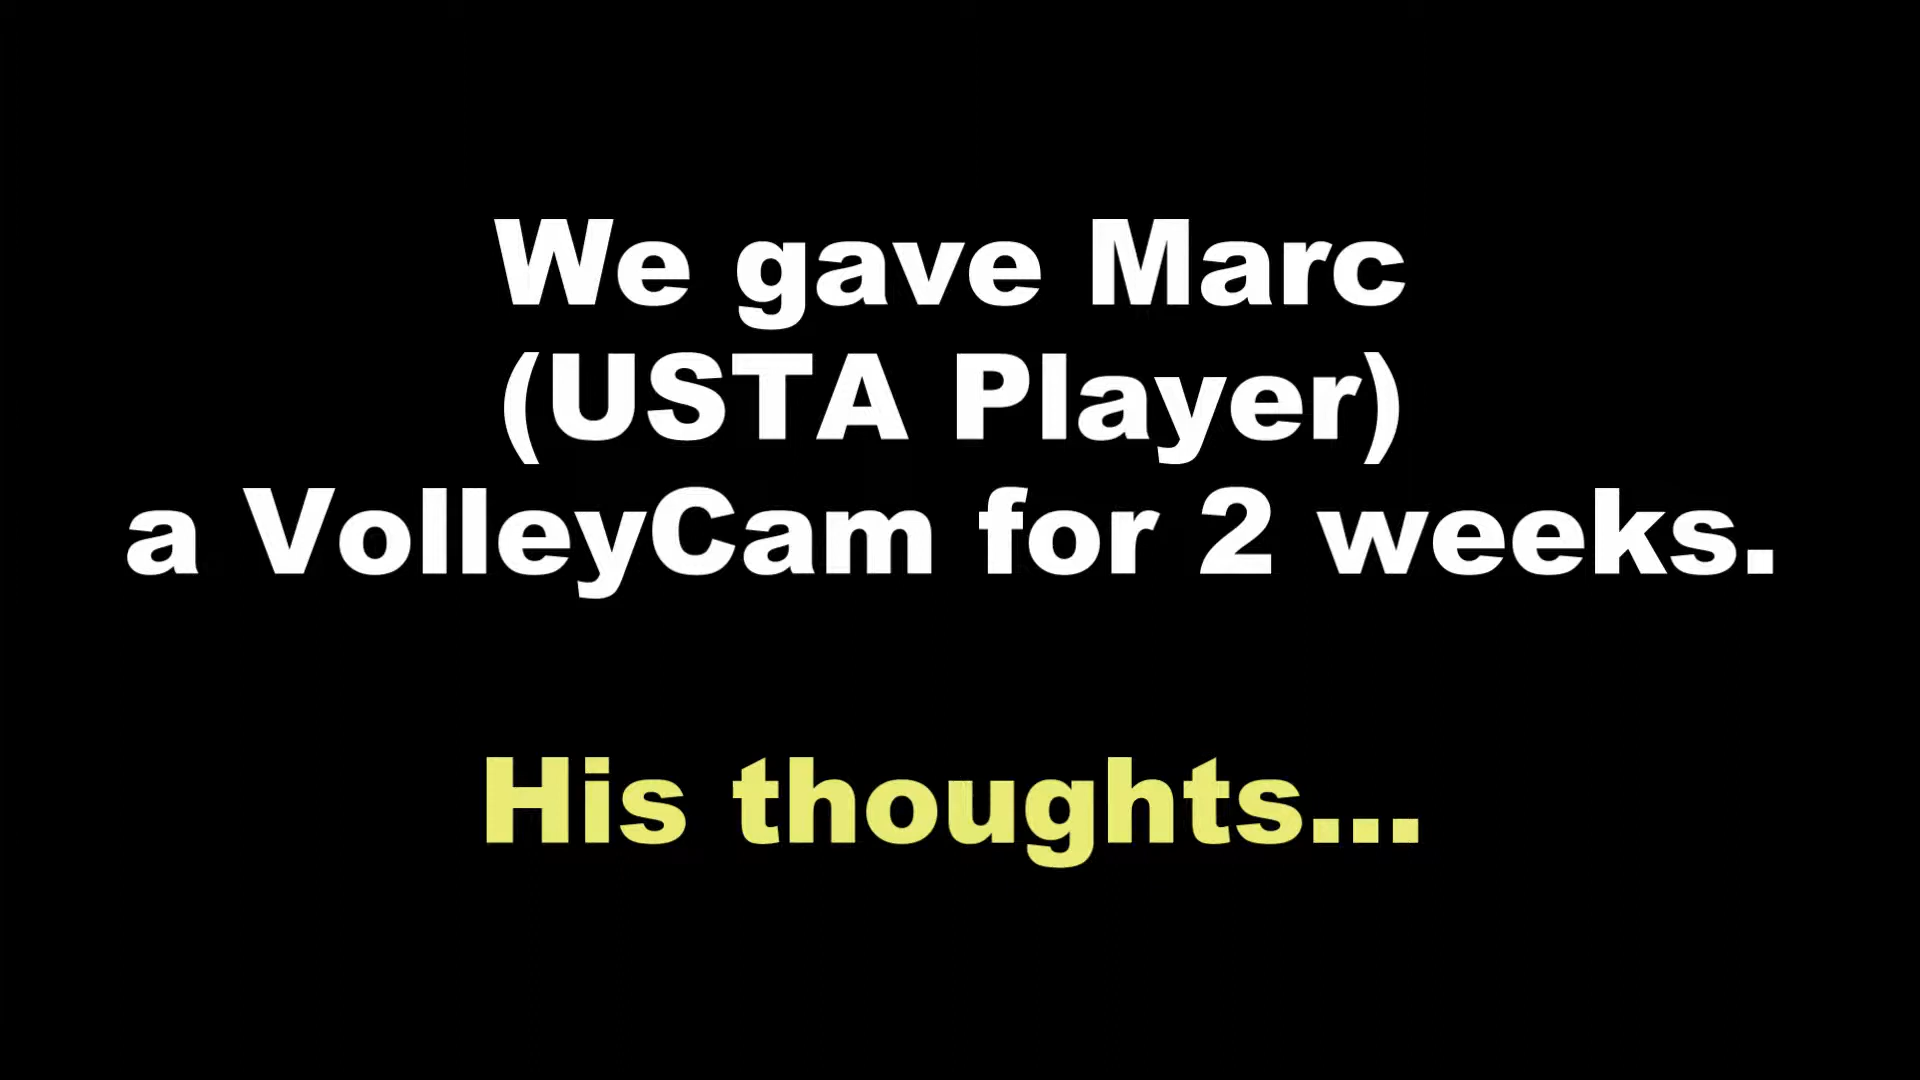 We gave Marc
(USTA Player)
a VolleyCam for 2 weeks.
His thoughts...